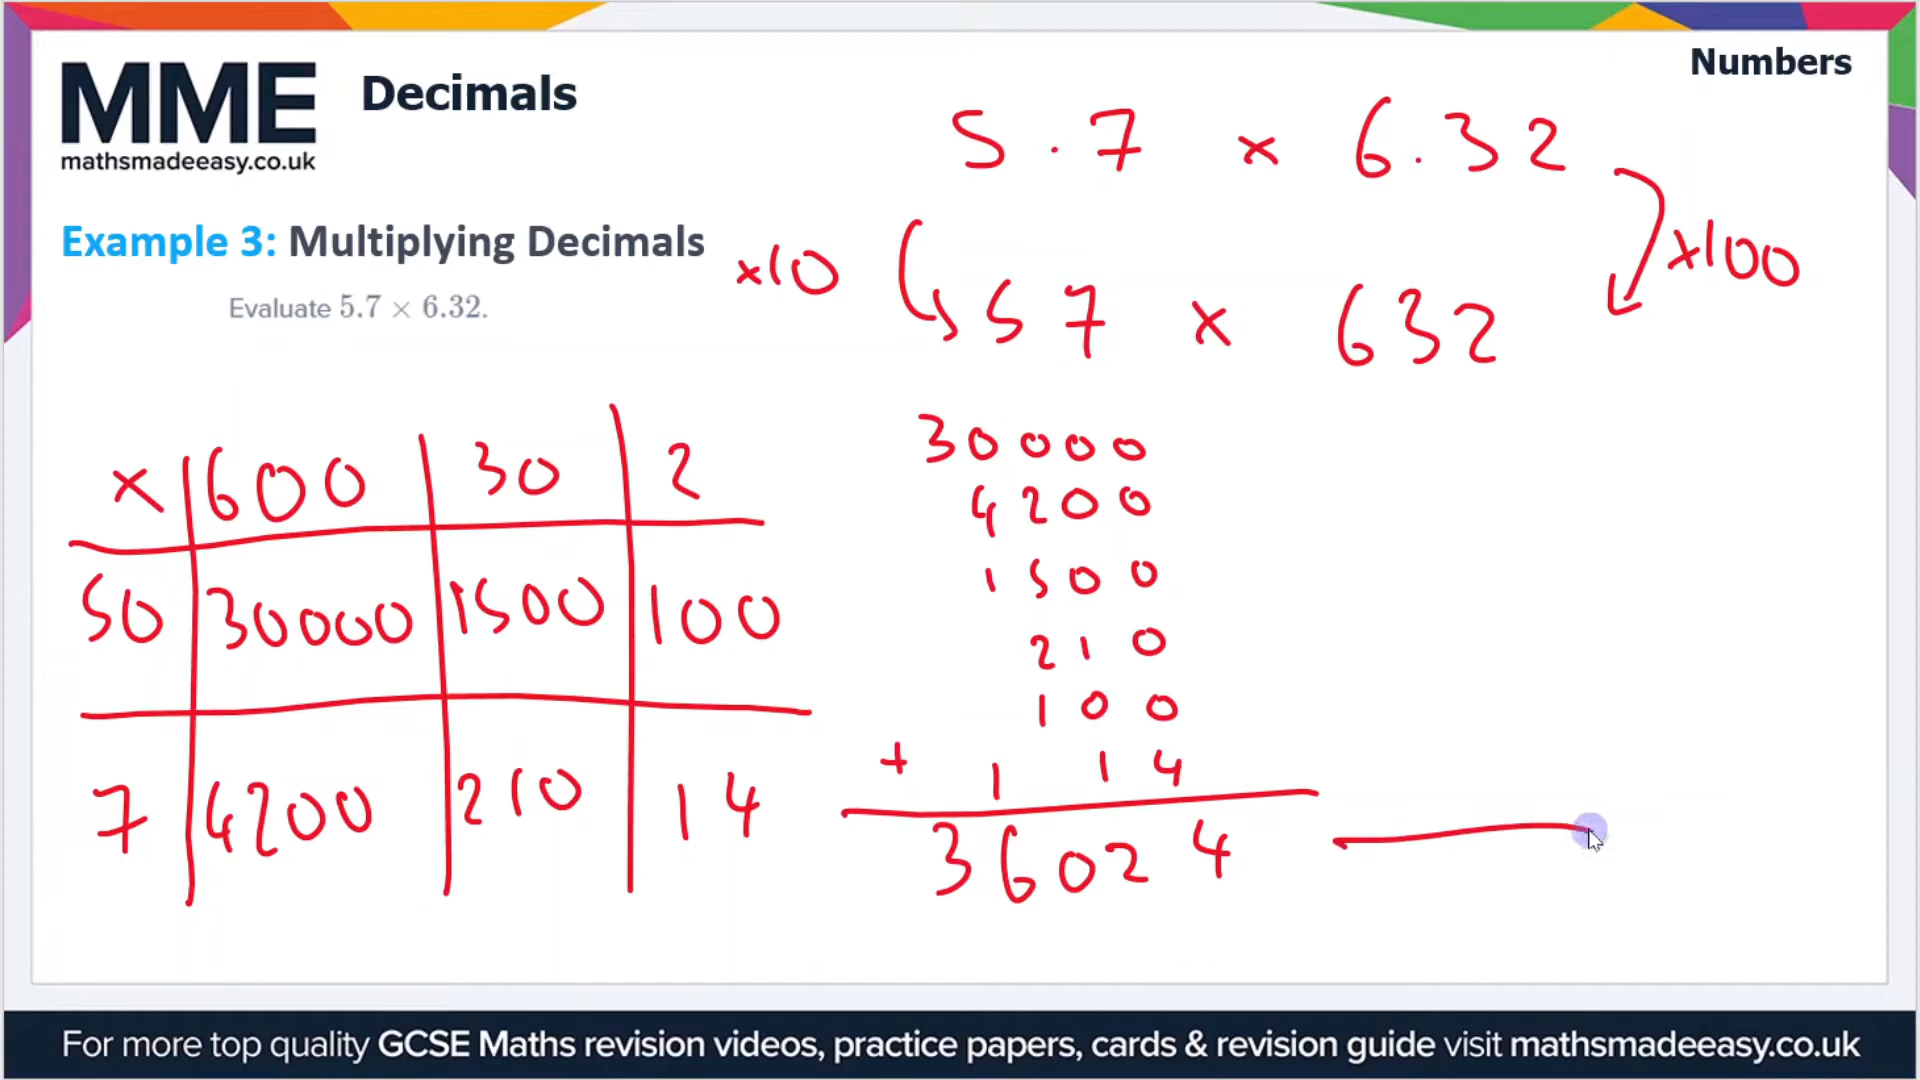 MME
mathsmadeeasy.co.uk
Decimals
Numbers
Example 3: Multiplying Decimals
Evaluate 5.7 × 6.32.
5.7 × 6.32
×10
×100
57 × 632
× 600 30 2
50 30000 1500 100
7 4200 210 14
30000
4200
1500
210
100
+ 1 14
36024
For more top quality GCSE Maths revision videos, practice papers, cards & revision guide visit mathsmadeeasy.co.uk